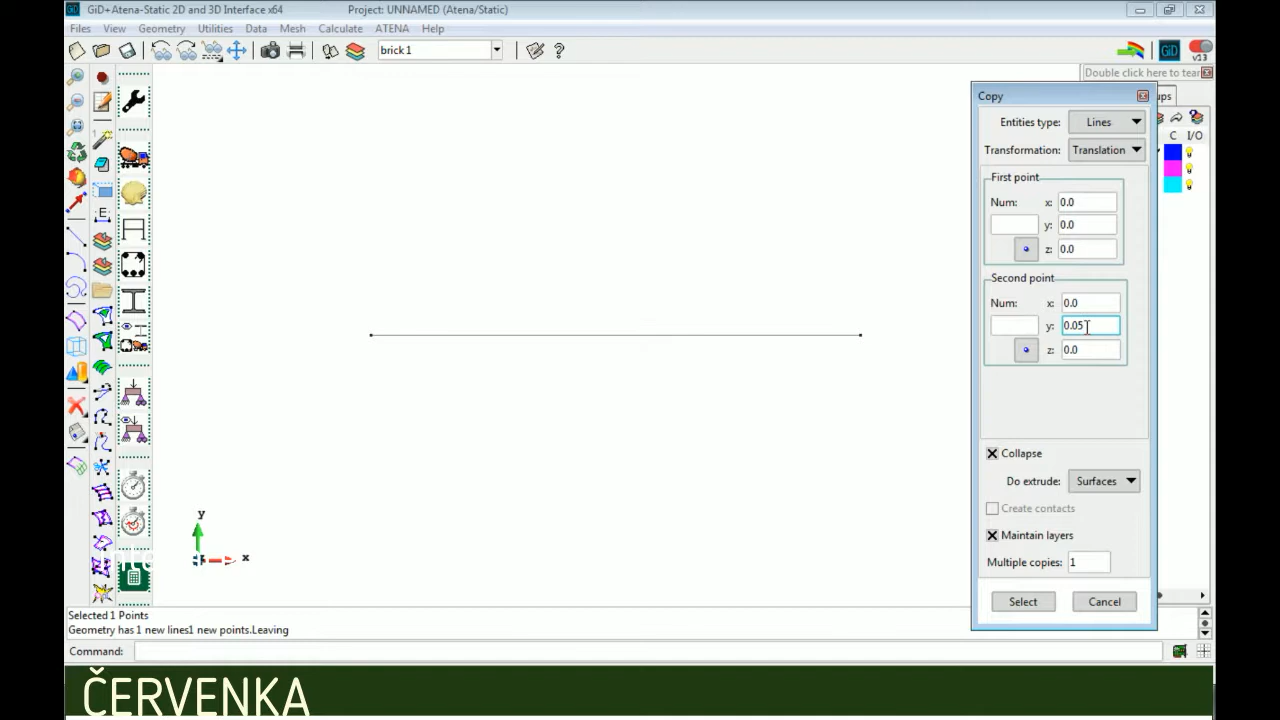 GiD+Atena-Static 2D and 3D Interface x64 Project: UNNAMED (Atena/Static)
Files View Geometry Utilities Data Mesh Calculate ATENA Help
brick1 GiD v13
Double click here to tear
Copy ups
Entities type: Lines
C I/O
Transformation: Translation
First point
Num: x: 0.0
y: 0.0
z: 0.0
Second point
Num: x: 0.0
y: 0.05
z: 0.0
Collapse
Do extrude: Surfaces
Create contacts
Maintain layers
Multiple copies: 1
Select Cancel
y
x
Selected 1 Points
Geometry has 1 new lines1 new points.Leaving
Command:
ČERVENKA